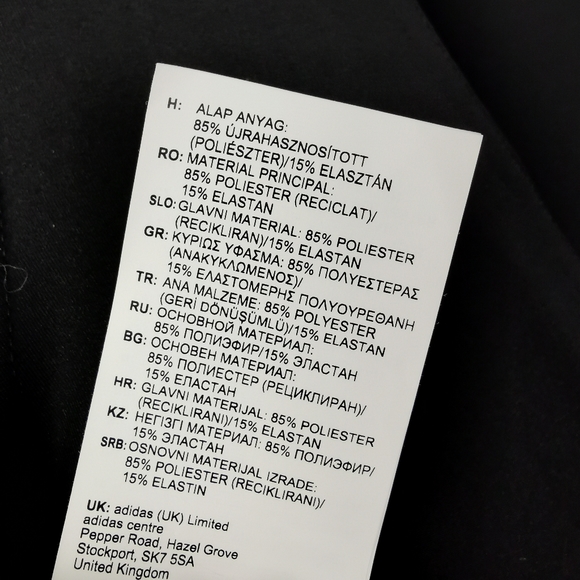 H: ALAP ANYAG:
85% ÚJRAHASZNOSÍTOTT
(POLIÉSZTER)/15% ELASZTÁN
RO: MATERIAL PRINCIPAL:
85% POLIESTER (RECICLAT)/
15% ELASTAN
SLO: GLAVNI MATERIAL: 85% POLIESTER
(RECIKLIRAN)/15% ELASTAN
GR: ΚΥΡΙΩΣ ΥΦΑΣΜΑ: 85% ΠΟΛΥΕΣΤΕΡΑΣ
(ΑΝΑΚΥΚΛΩΜΕΝΟΣ)/
15% ΕΛΑΣΤΟΜΕΡΗΣ ΠΟΛΥΟΥΡΕΘΑΝΗ
TR: ANA MALZEME: 85% POLYESTER
(GERİ DÖNÜŞÜMLÜ)/15% ELASTAN
RU: ОСНОВНОЙ МАТЕРИАЛ:
85% ПОЛИЭФИР/15% ЭЛАСТАН
BG: ОСНОВЕН МАТЕРИАЛ:
85% ПОЛИЕСТЕР (РЕЦИКЛИРАН)/
15% ЕЛАСТАН
HR: GLAVNI MATERIJAL: 85% POLIESTER
(RECIKLIRANI)/15% ELASTAN
KZ: НЕГІЗГІ МАТЕРИАЛ: 85% ПОЛИЭФИР/
15% ЭЛАСТАН
SRB: OSNOVNI MATERIJAL IZRADE:
85% POLIESTER (RECIKLIRANI)/
15% ELASTIN
UK: adidas (UK) Limited
adidas centre
Pepper Road, Hazel Grove
Stockport, SK7 5SA
United Kingdom